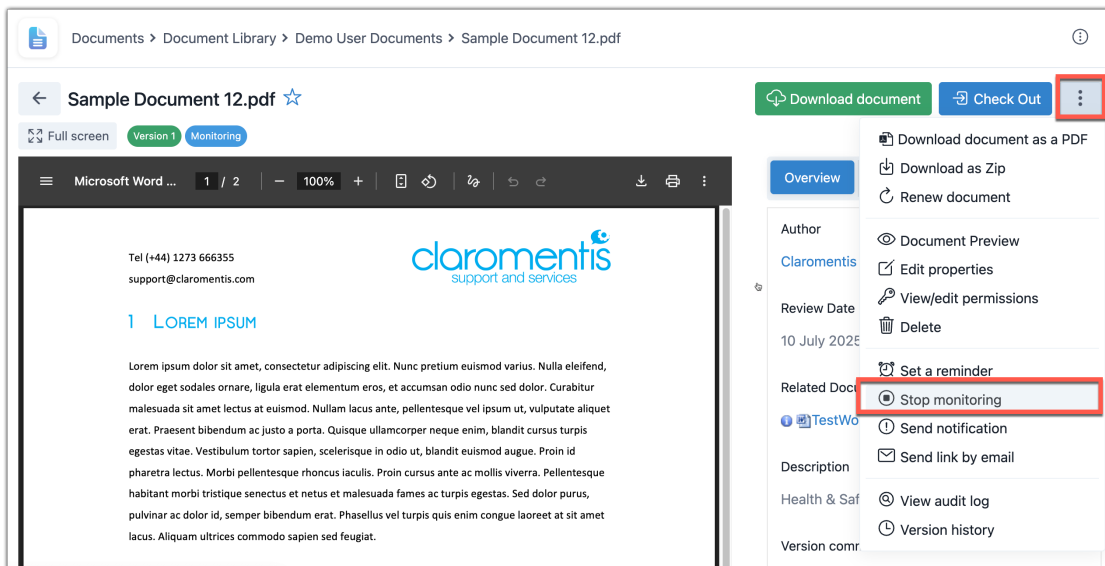 Documents > Document Library > Demo User Documents > Sample Document 12.pdf
Sample Document 12.pdf
Download document
Check Out
Full screen
Version 1
Monitoring
Microsoft Word ...
1 / 2
100%
Tel (+44) 1273 666355
support@claromentis.com
claromentis
support and services
1 LOREM IPSUM
Lorem ipsum dolor sit amet, consectetur adipiscing elit. Nunc pretium euismod varius. Nulla eleifend,
dolor eget sodales ornare, ligula erat elementum eros, et accumsan odio nunc sed dolor. Curabitur
malesuada sit amet lectus at euismod. Nullam lacus ante, pellentesque vel ipsum ut, vulputate aliquet
erat. Praesent bibendum ac justo a porta. Quisque ullamcorper neque enim, blandit cursus turpis
egestas vitae. Vestibulum tortor sapien, scelerisque in odio ut, blandit euismod augue. Proin id
pharetra lectus. Morbi pellentesque rhoncus iaculis. Proin cursus ante ac mollis viverra. Pellentesque
habitant morbi tristique senectus et netus et malesuada fames ac turpis egestas. Sed dolor purus,
pulvinar ac dolor id, semper bibendum erat. Phasellus vel turpis quis enim congue laoreet at sit amet
lacus. Aliquam ultrices commodo sapien sed feugiat.
Overview
Author
Claromentis
Review Date
10 July 2025
Related Docu
TestWo
Description
Health & Saf
Version comr
Download document as a PDF
Download as Zip
Renew document
Document Preview
Edit properties
View/edit permissions
Delete
Set a reminder
Stop monitoring
Send notification
Send link by email
View audit log
Version history